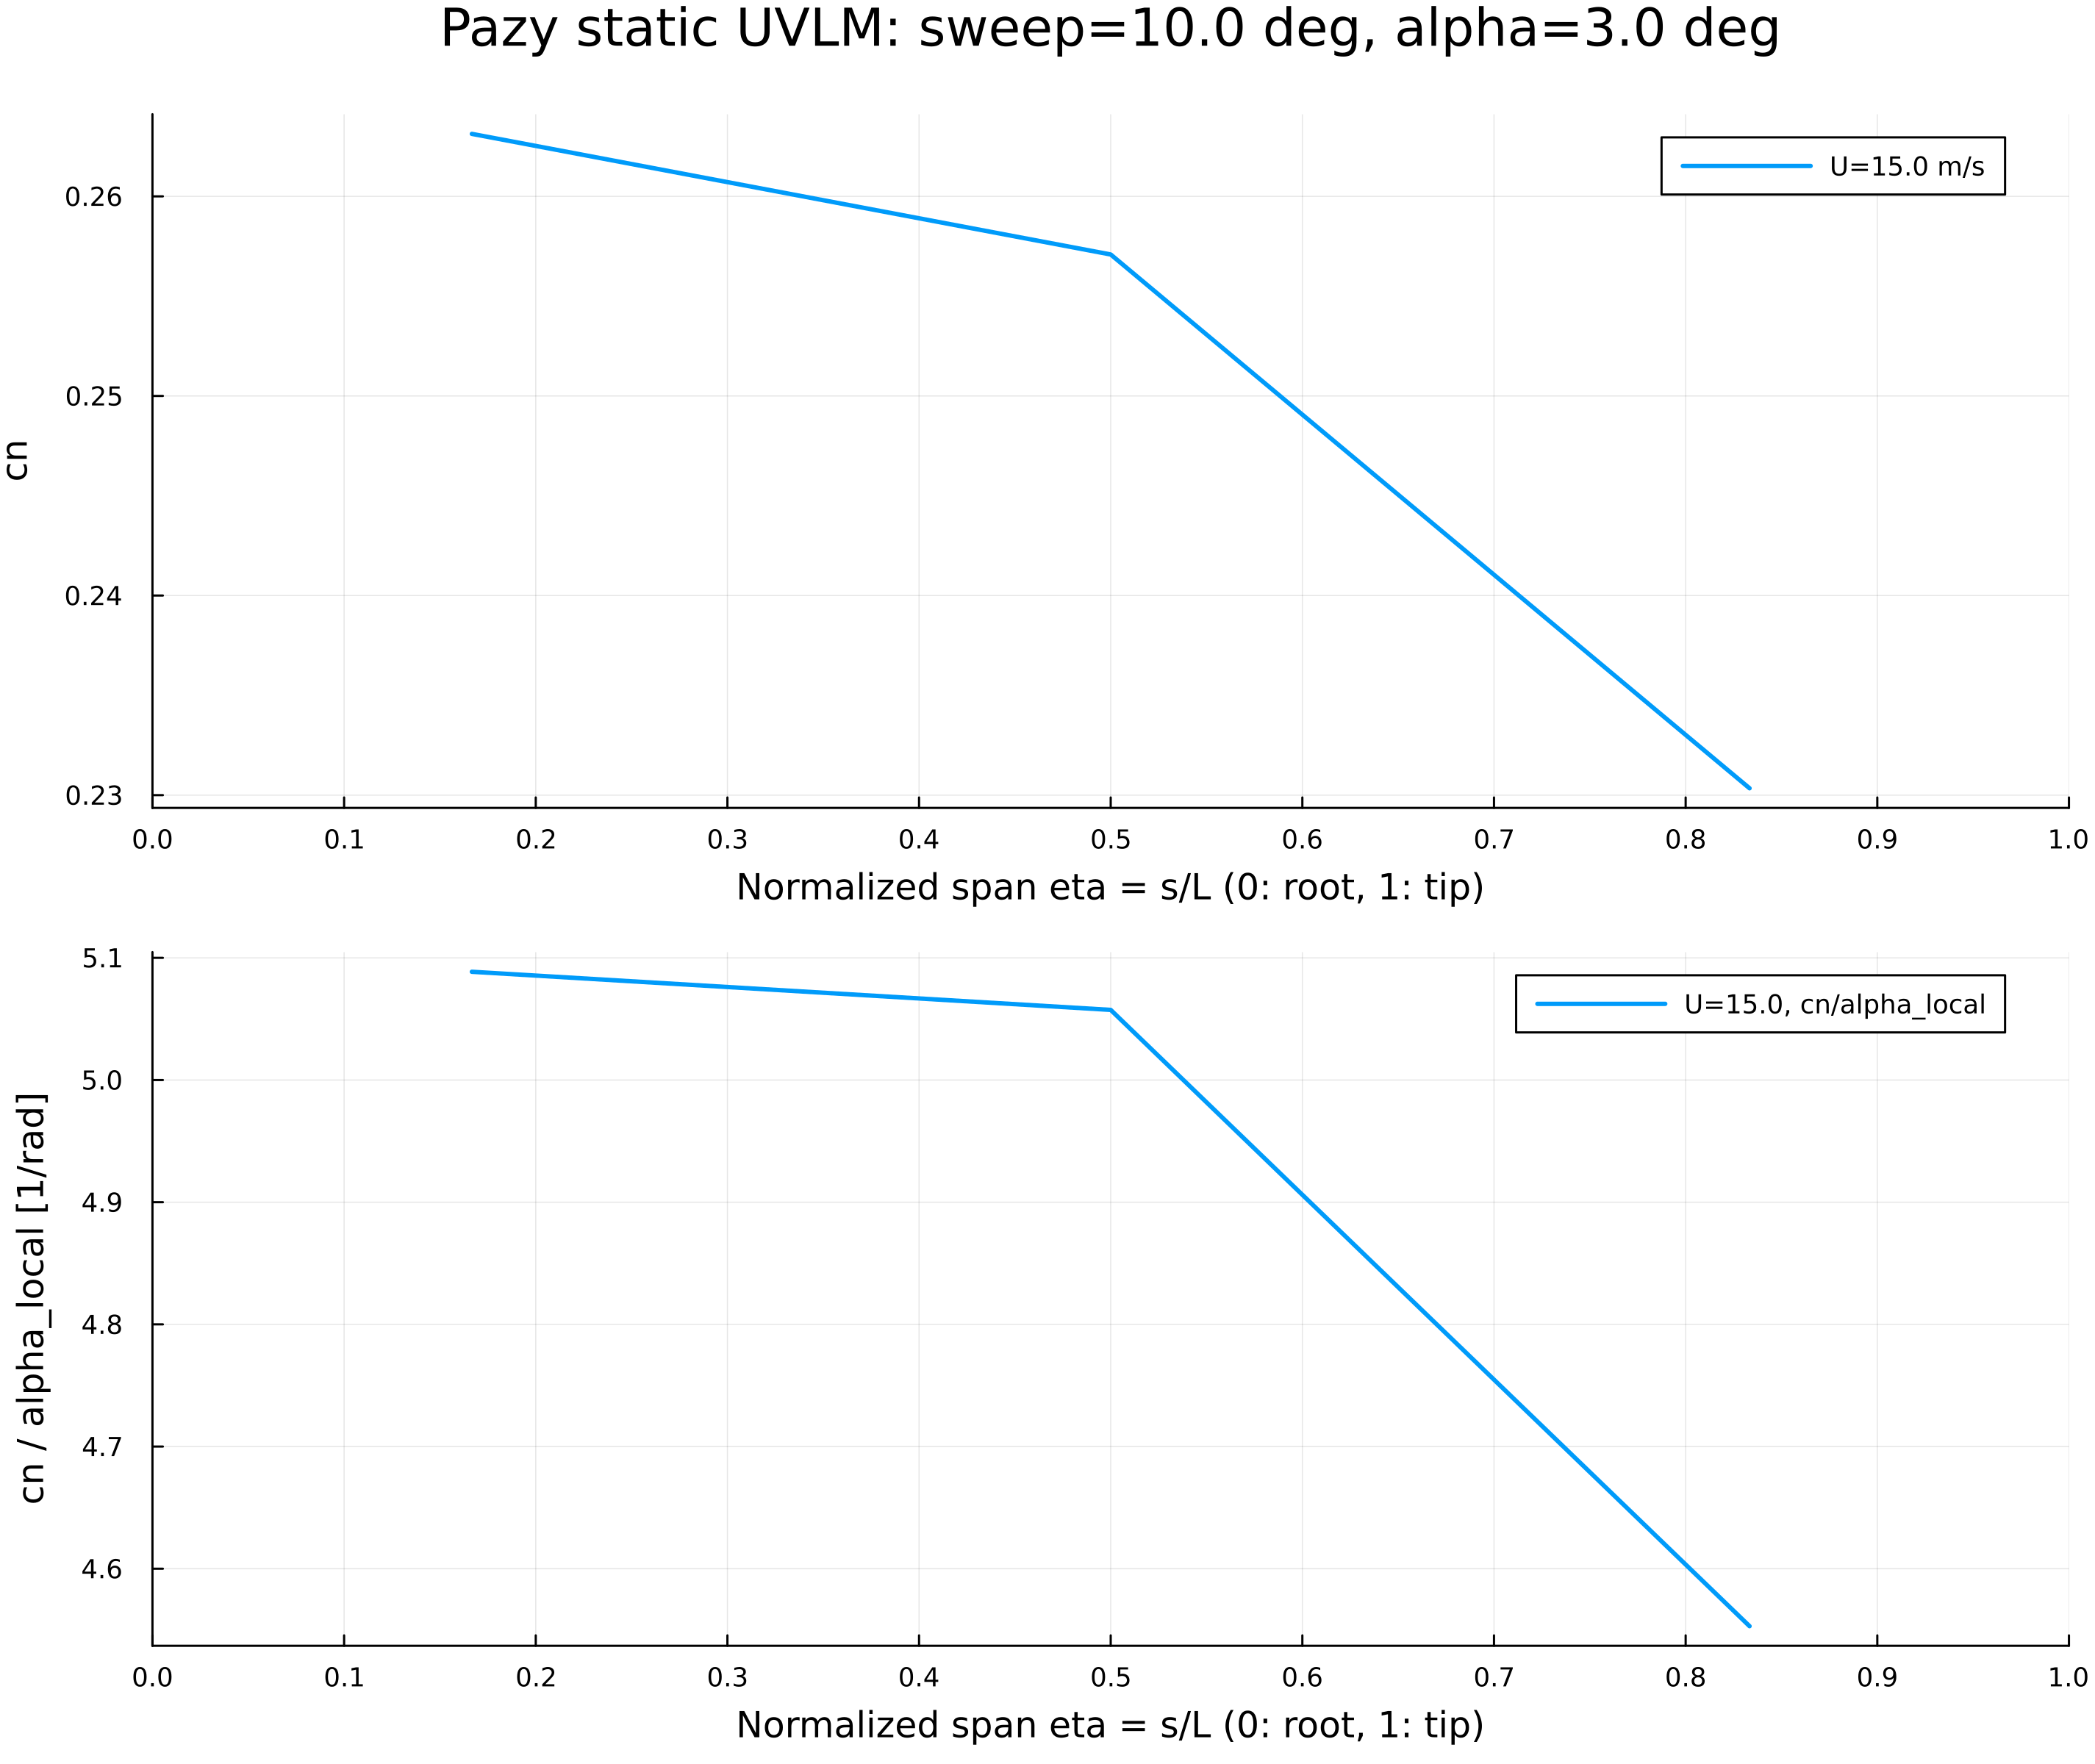 Pazy static UVLM: sweep=10.0 deg, alpha=3.0 deg
U=15.0 m/s
0.26
0.25
0.24
0.23
cn
0.0 0.1 0.2 0.3 0.4 0.5 0.6 0.7 0.8 0.9 1.0
Normalized span eta = s/L (0: root, 1: tip)
U=15.0, cn/alpha_local
5.1
5.0
4.9
4.8
4.7
4.6
cn / alpha_local [1/rad]
0.0 0.1 0.2 0.3 0.4 0.5 0.6 0.7 0.8 0.9 1.0
Normalized span eta = s/L (0: root, 1: tip)